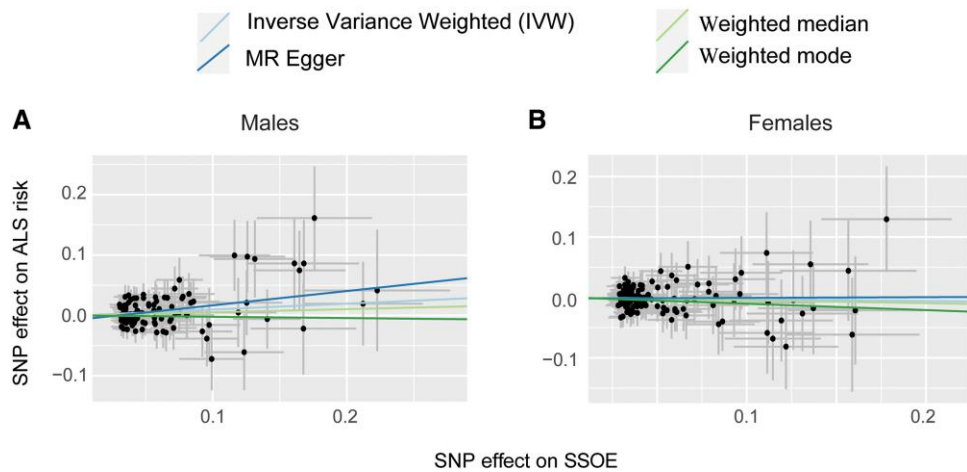 Inverse Variance Weighted (IVW)
MR Egger
Weighted median
Weighted mode
A
Males
B
Females
SNP effect on ALS risk
0.2
0.1
0.0
−0.1
0.1
0.2
0.2
0.1
0.0
−0.1
0.1
0.2
SNP effect on SSOE